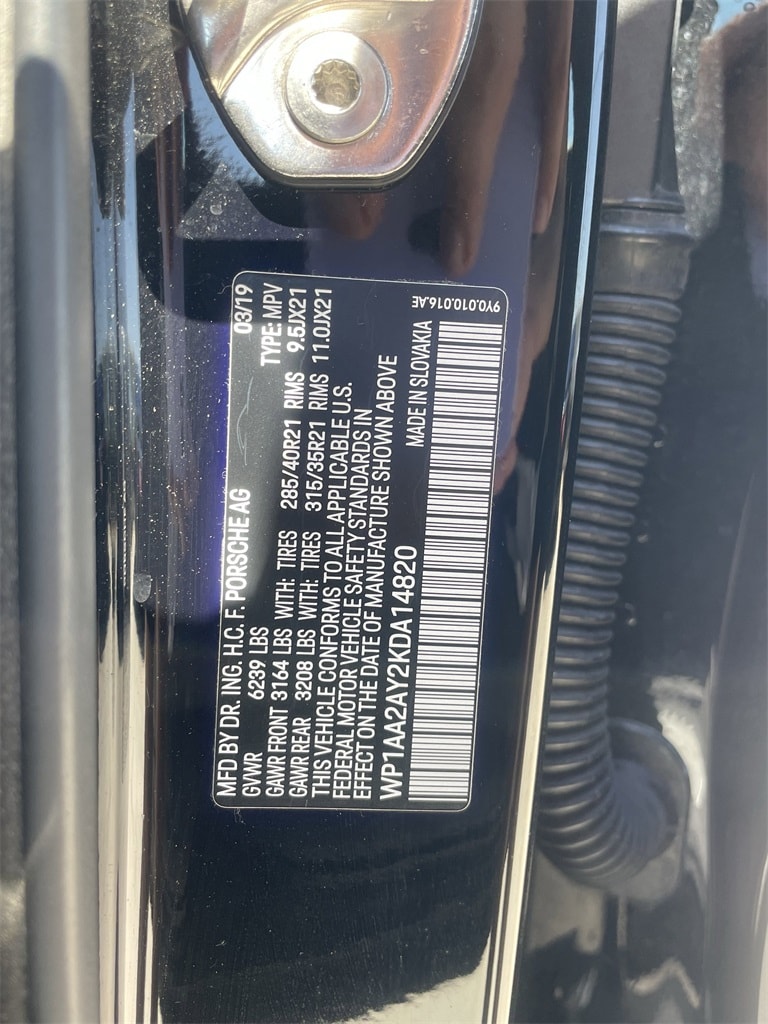 MFD BY DR. ING. H.C. F. PORSCHE AG 03/19
GVWR 6239 LBS TYPE: MPV
GAWR FRONT 3164 LBS WITH: TIRES 285/40R21 RIMS 9.5JX21
GAWR REAR 3208 LBS WITH: TIRES 315/35R21 RIMS 11.0JX21
THIS VEHICLE CONFORMS TO ALL APPLICABLE U.S.
FEDERAL MOTOR VEHICLE SAFETY STANDARDS IN
EFFECT ON THE DATE OF MANUFACTURE SHOWN ABOVE
WP1AA2AY2KDA14820 MADE IN SLOVAKIA
9Y0.010.016.AE